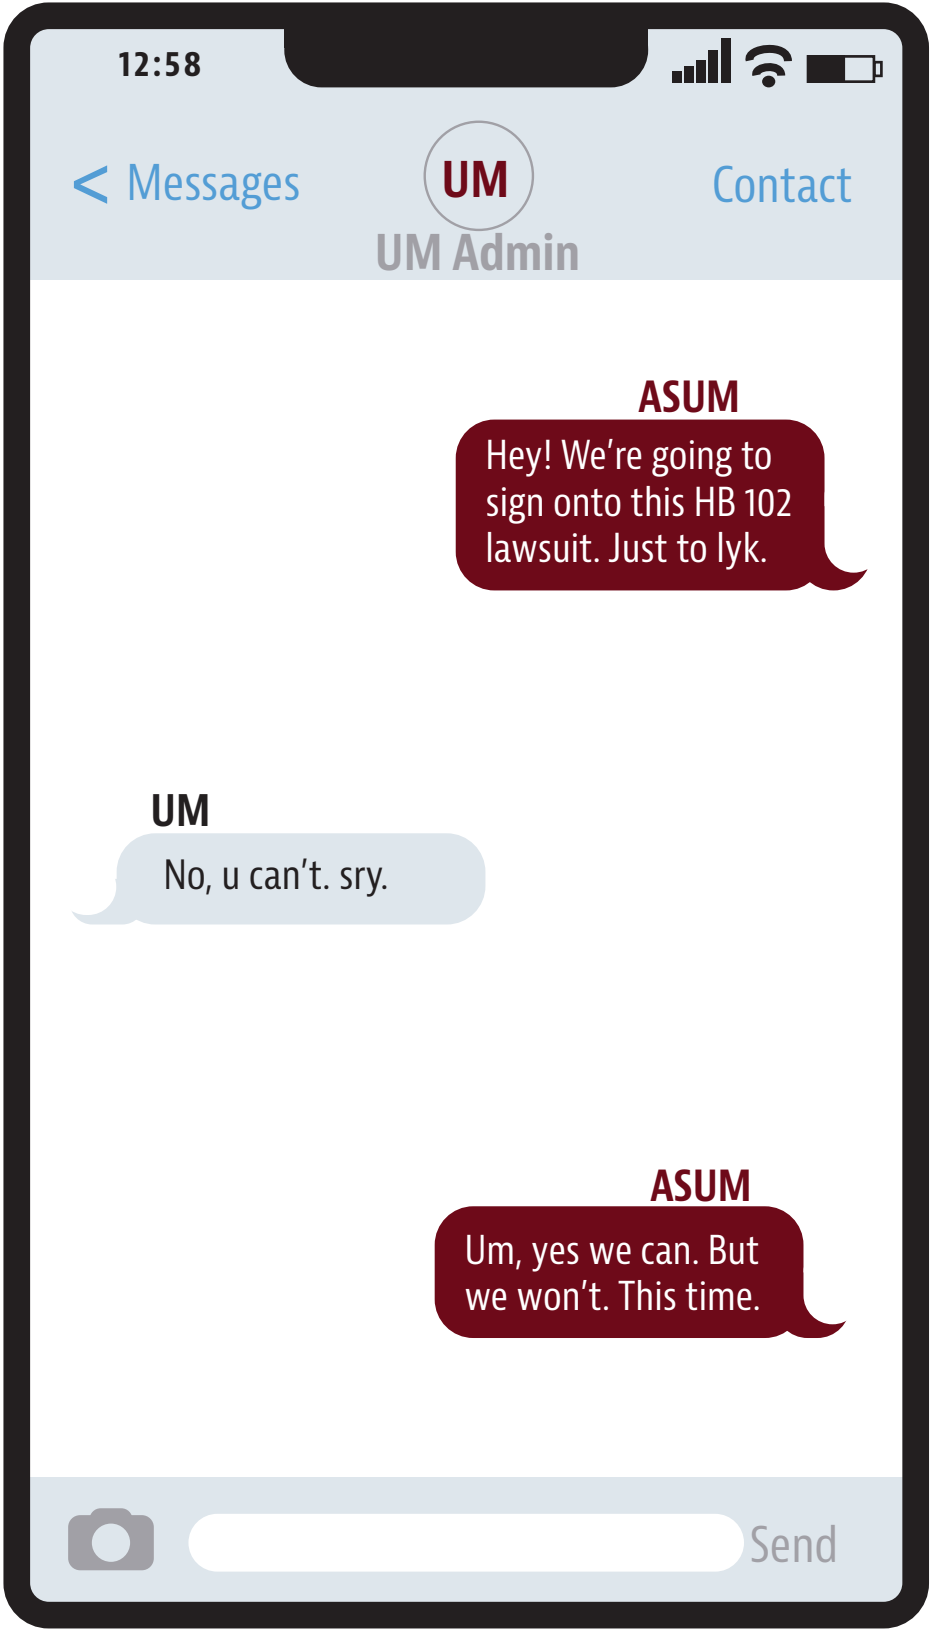 12:58
< Messages
UM
Contact
UM Admin
ASUM
Hey! We’re going to
sign onto this HB 102
lawsuit. Just to lyk.
UM
No, u can’t. sry.
ASUM
Um, yes we can. But
we won’t. This time.
Send